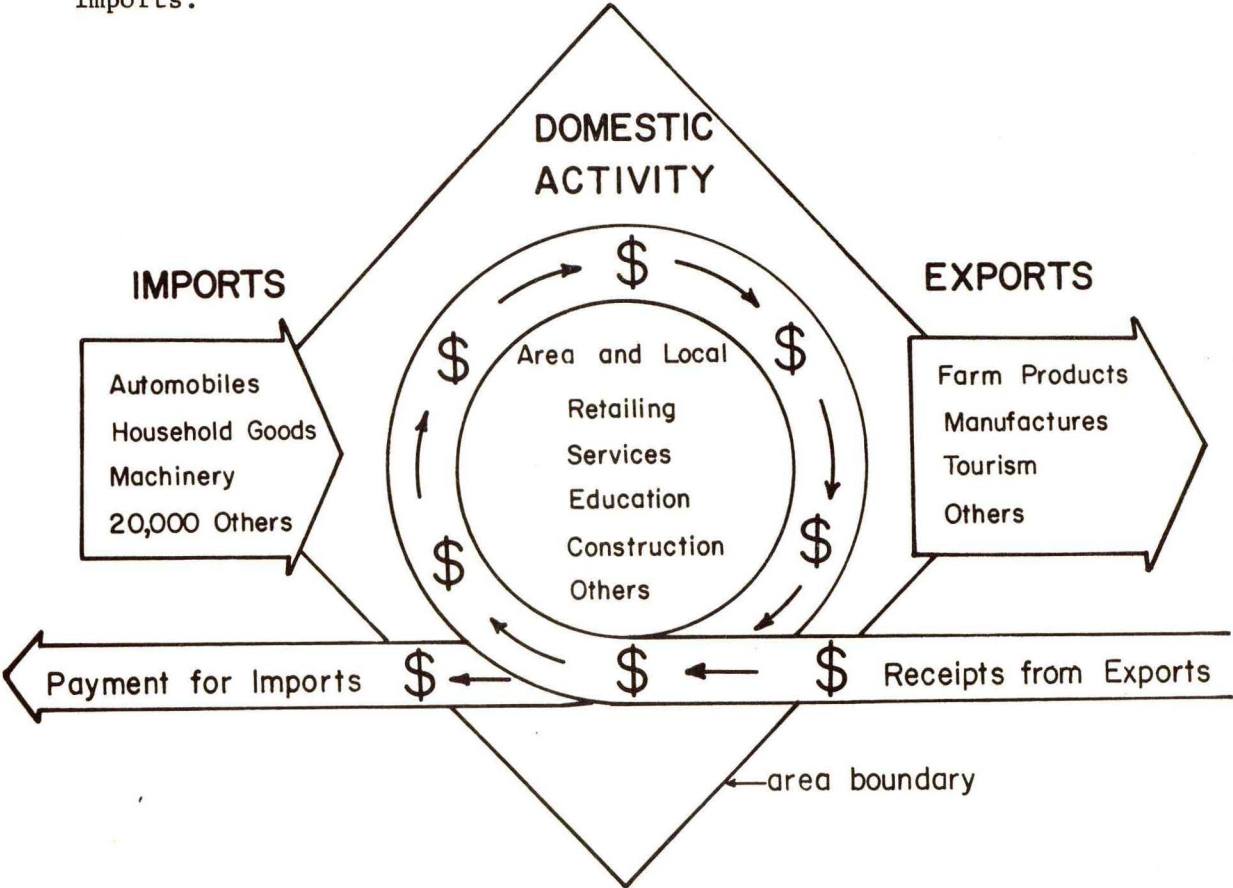 imports.
DOMESTIC
ACTIVITY
IMPORTS
EXPORTS
Automobiles
Household Goods
Machinery
20,000 Others
$
$
$
$
$
$
Area and Local
Retailing
Services
Education
Construction
Others
Farm Products
Manufactures
Tourism
Others
Payment for Imports $
$ Receipts from Exports
area boundary